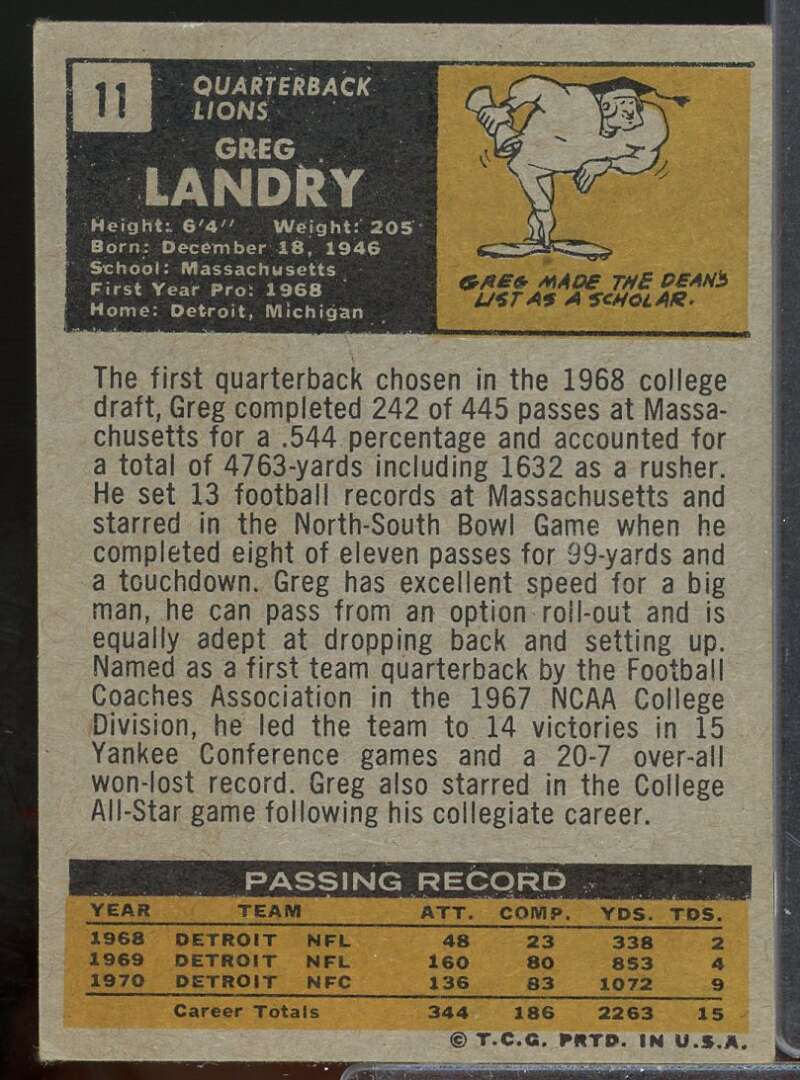 11
QUARTERBACK
LIONS
GREG
LANDRY
Height: 6'4" Weight: 205
Born: December 18, 1946
School: Massachusetts
First Year Pro: 1968
Home: Detroit, Michigan
GREG MADE THE DEAN'S
LIST AS A SCHOLAR.
The first quarterback chosen in the 1968 college
draft, Greg completed 242 of 445 passes at Massa-
chusetts for a .544 percentage and accounted for
a total of 4763-yards including 1632 as a rusher.
He set 13 football records at Massachusetts and
starred in the North-South Bowl Game when he
completed eight of eleven passes for 99-yards and
a touchdown. Greg has excellent speed for a big
man, he can pass from an option roll-out and is
equally adept at dropping back and setting up.
Named as a first team quarterback by the Football
Coaches Association in the 1967 NCAA College
Division, he led the team to 14 victories in 15
Yankee Conference games and a 20-7 over-all
won-lost record. Greg also starred in the College
All-Star game following his collegiate career.
PASSING RECORD
YEAR TEAM ATT. COMP. YDS. TDS.
1968 DETROIT NFL 48 23 338 2
1969 DETROIT NFL 160 80 853 4
1970 DETROIT NFC 136 83 1072 9
Career Totals 344 186 2263 15
© T.C.G. PRTD. IN U.S.A.